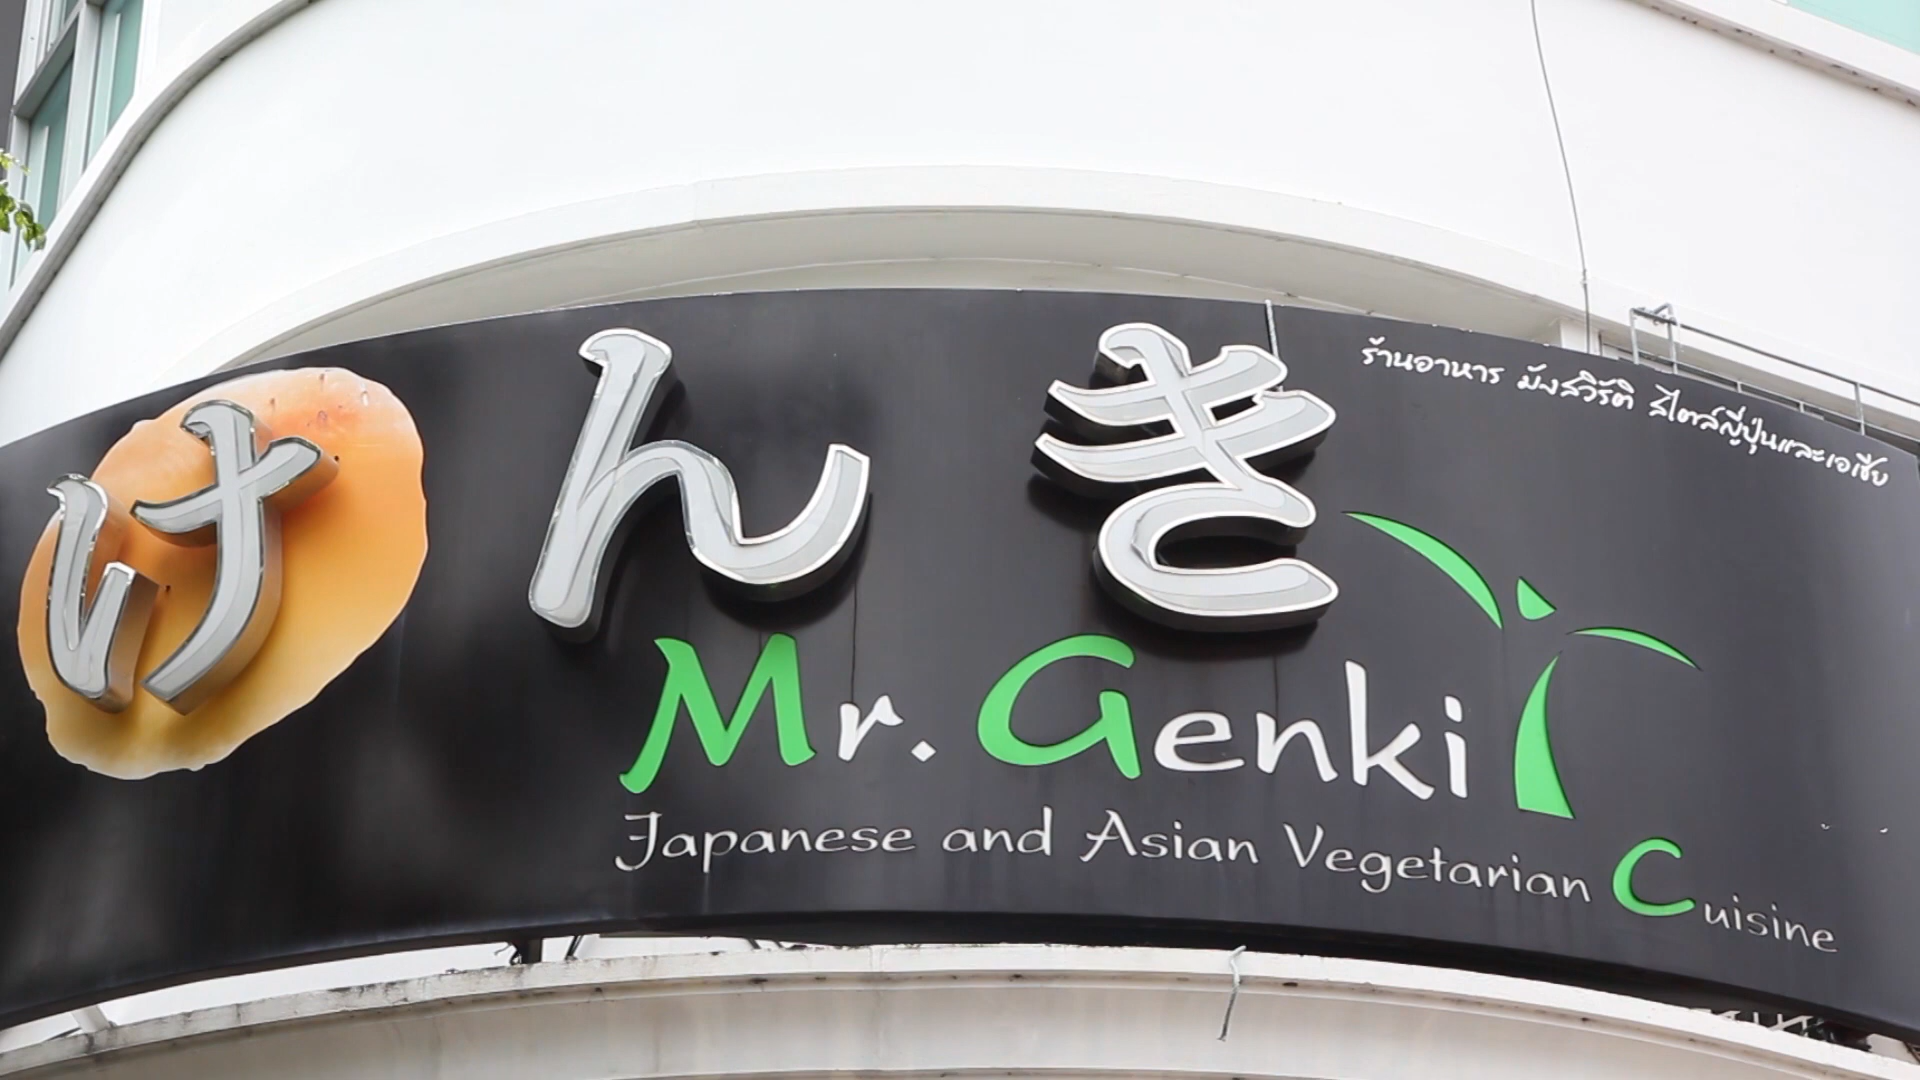 けんき
ร้านอาหาร มังสวิรัติ สไตล์ญี่ปุ่นและเอเชีย
Mr. Genki
Japanese and Asian Vegetarian Cuisine